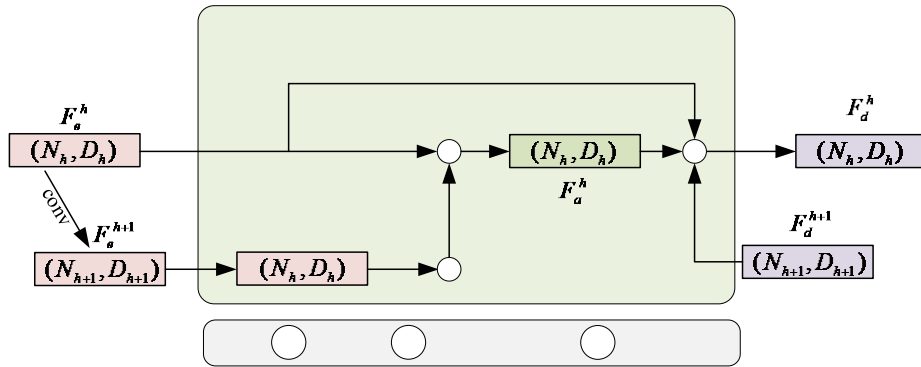 F_e^h
(N_h, D_h)
conv
F_e^{h+1}
(N_{h+1}, D_{h+1})
(N_h, D_h)
(N_h, D_h)
F_a^h
F_d^h
(N_h, D_h)
F_d^{h+1}
(N_{h+1}, D_{h+1})